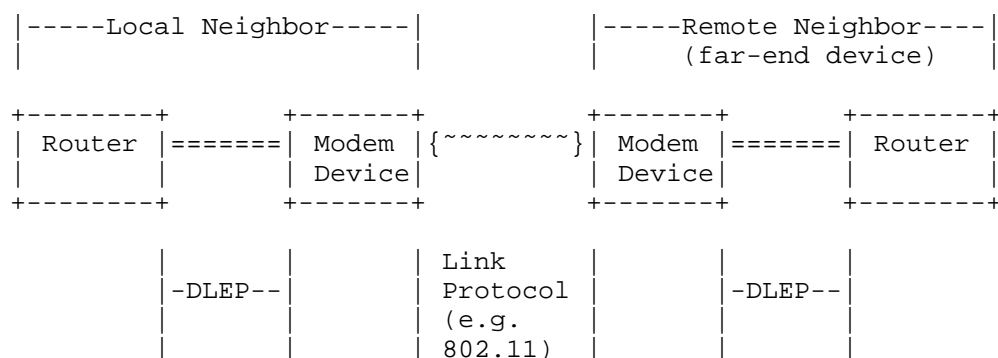 |-----Local Neighbor-----|             |-----Remote Neighbor----|
|                        |             |     (far-end device)   |
+--------+       +-------+             +-------+       +--------+
| Router |=======| Modem |{~~~~~~~~}| Modem |=======| Router |
|        |       | Device|             | Device|       |        |
+--------+       +-------+             +-------+       +--------+
|       |       | Link     |       |       |
|-DLEP--|       | Protocol |       |-DLEP--|
|       |       | (e.g.    |       |       |
|       |       | 802.11)  |       |       |